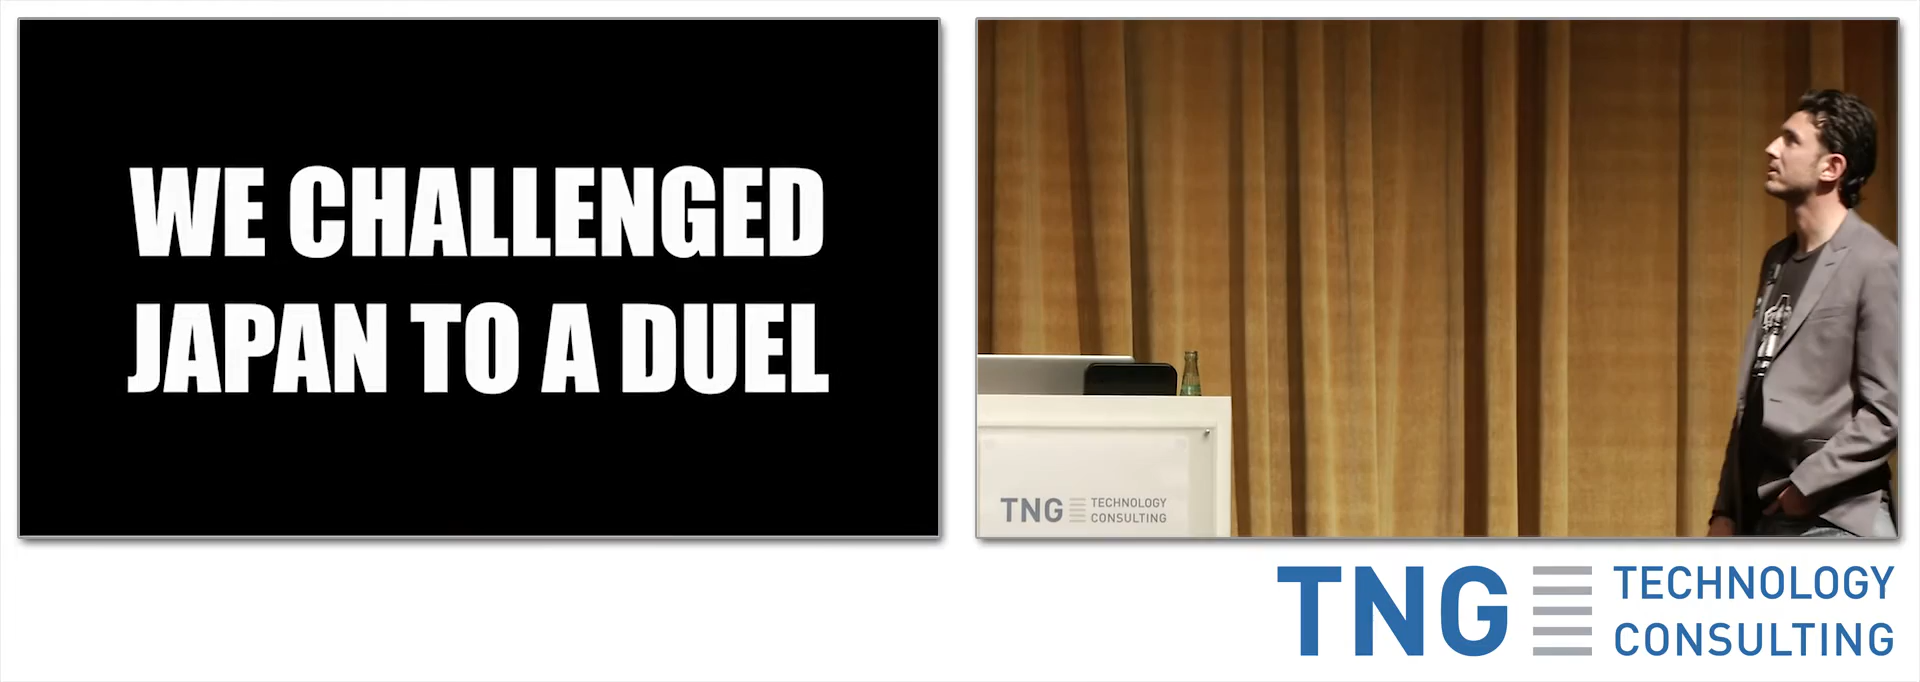 WE CHALLENGED
JAPAN TO A DUEL
TNG TECHNOLOGY
CONSULTING
TNG TECHNOLOGY
CONSULTING